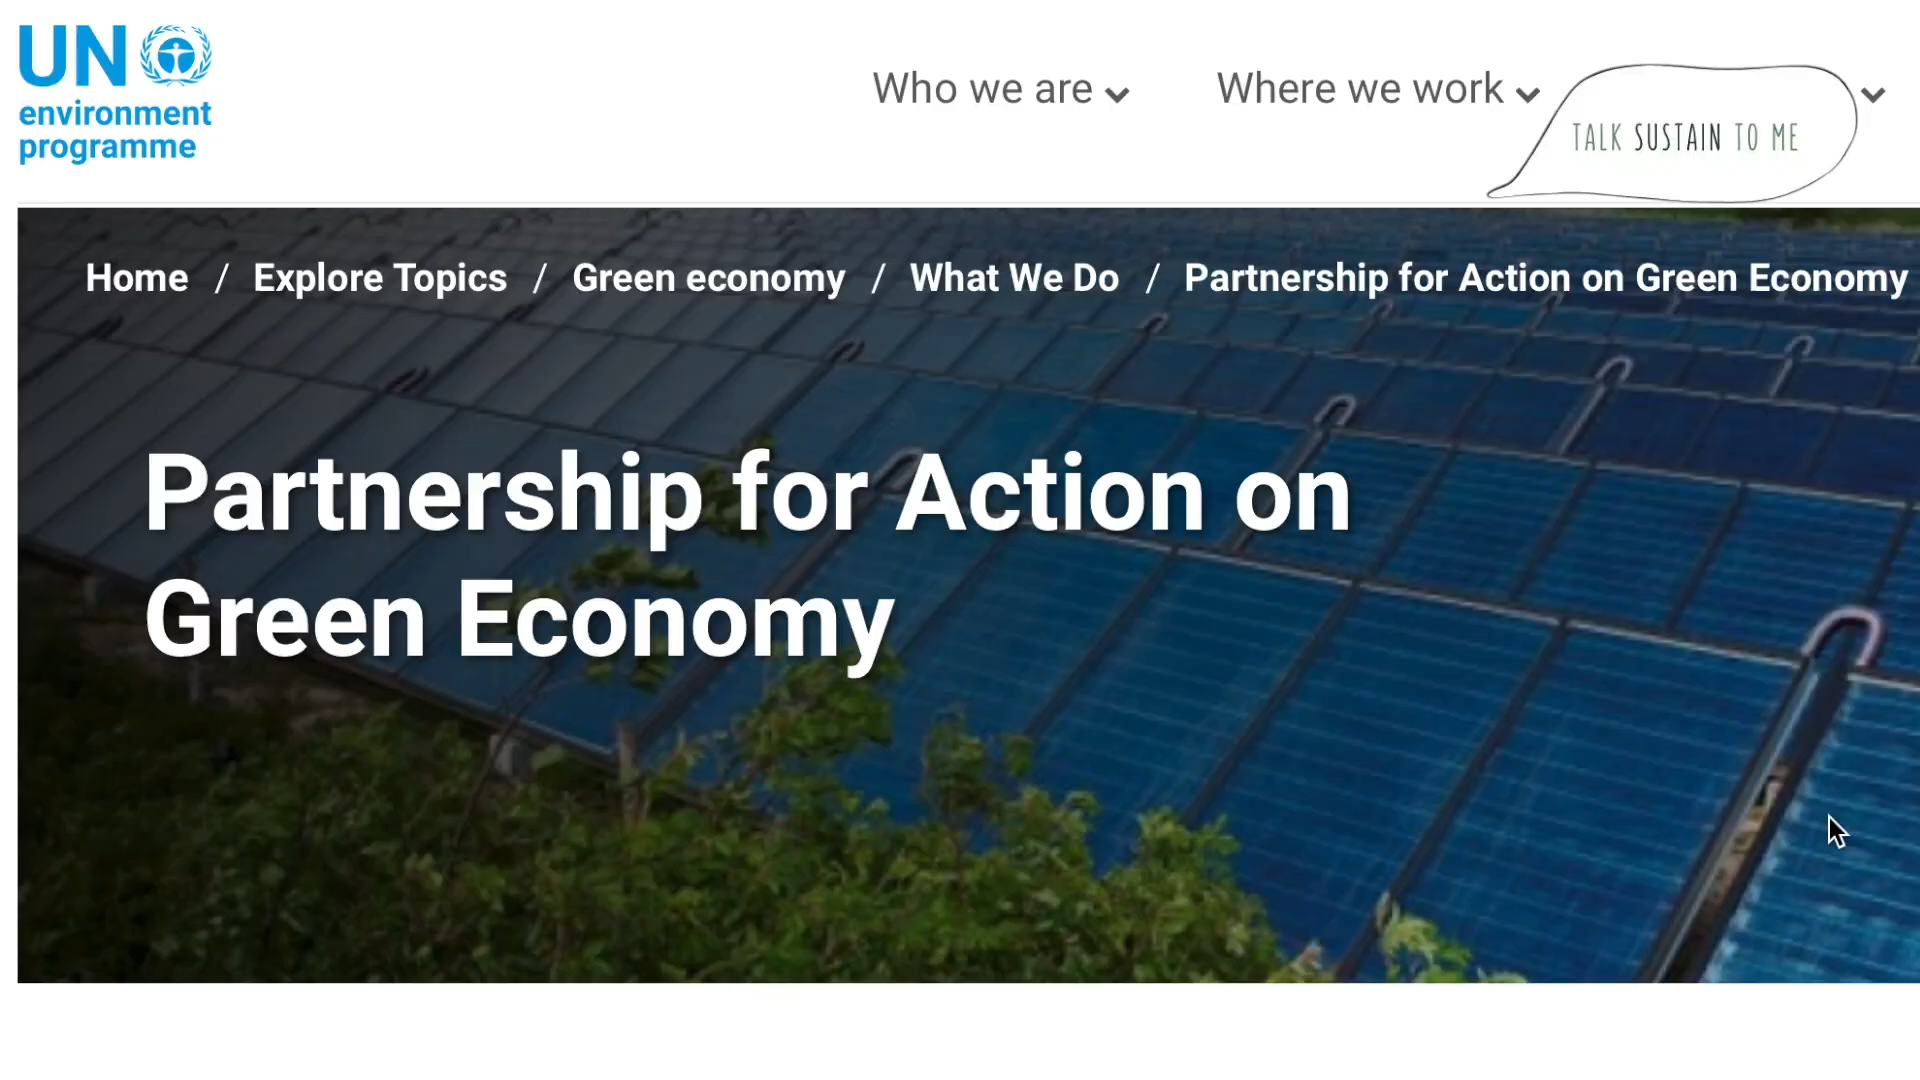 UN
environment
programme
Who we are
Where we work
TALK SUSTAIN TO ME
Home / Explore Topics / Green economy / What We Do / Partnership for Action on Green Economy
Partnership for Action on
Green Economy